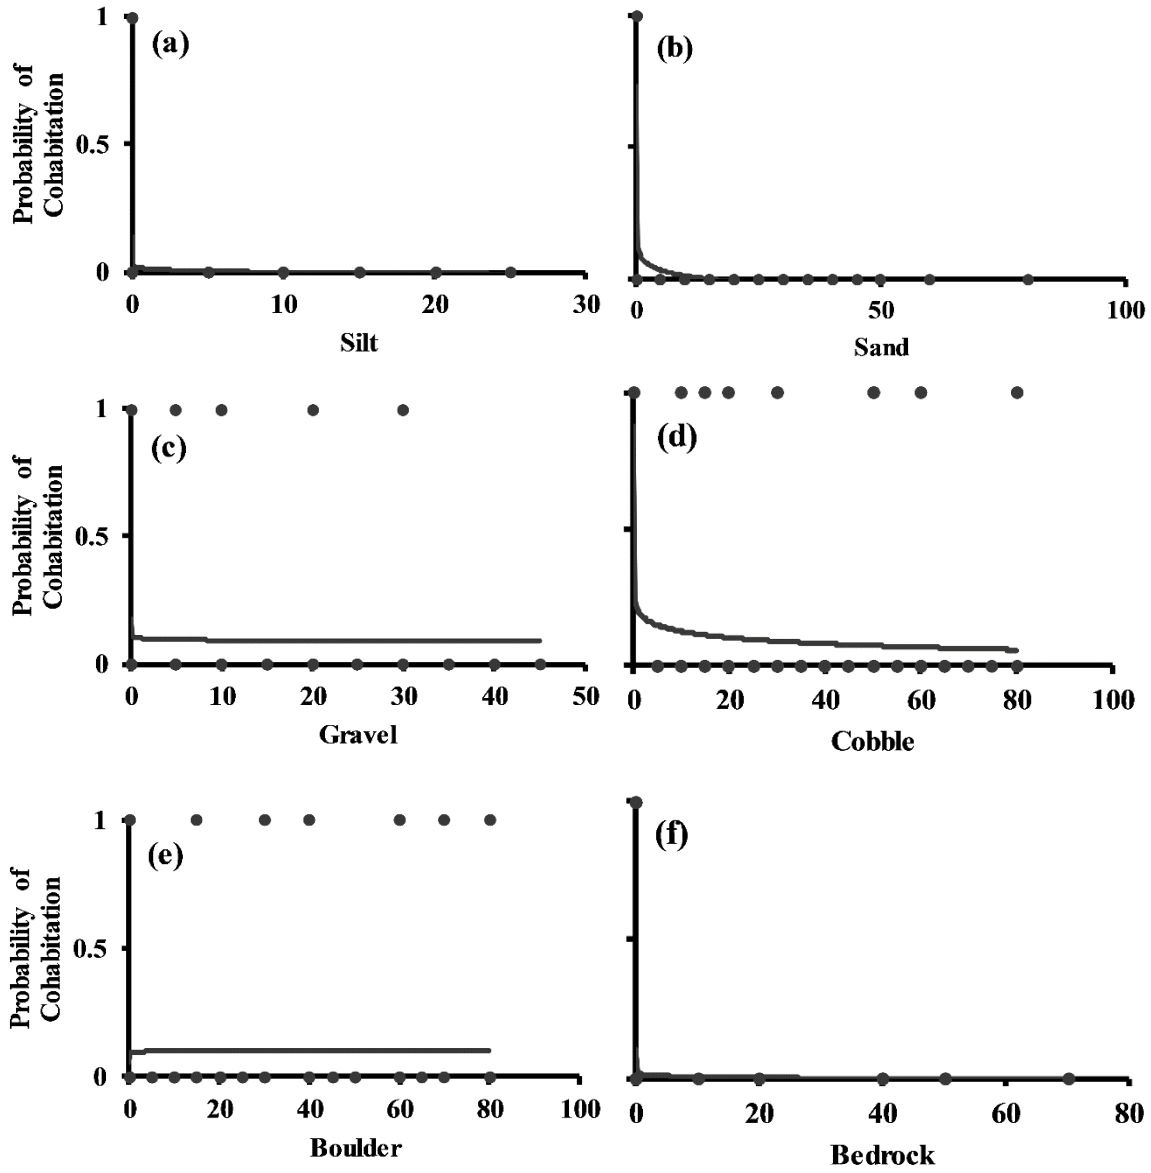 Probability of
Cohabitation
1
0.5
0
(a)
0 10 20 30
Silt
(b)
0 50 100
Sand
Probability of
Cohabitation
1
0.5
0
(c)
0 10 20 30 40 50
Gravel
(d)
0 20 40 60 80 100
Cobble
Probability of
Cohabitation
1
0.5
0
(e)
0 20 40 60 80 100
Boulder
(f)
0 20 40 60 80
Bedrock